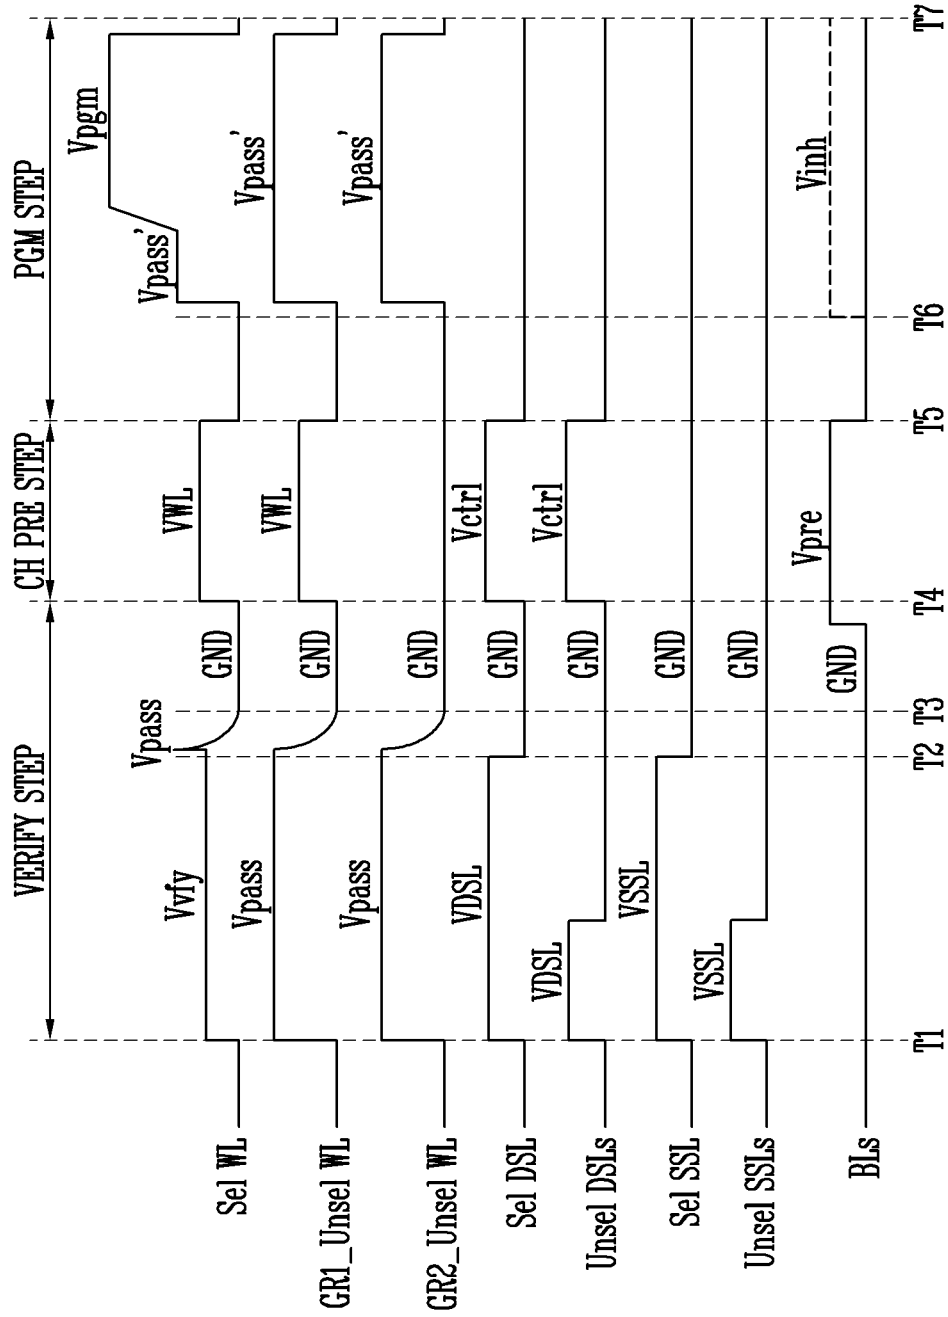 VERIFY STEP
CH PRE STEP
PGM STEP
Sel WL
Vvfy
Vpass
GND
VWL
Vpass'
Vpgm
GR1_Unsel WL
Vpass
GND
VWL
Vpass'
GR2_Unsel WL
Vpass
GND
Vpass'
Sel DSL
VDSL
GND
Vctrl
Unsel DSLs
VDSL
GND
Vctrl
Sel SSL
VSSL
GND
Unsel SSLs
VSSL
GND
BLs
GND
Vpre
Vinh
T1
T2
T3
T4
T5
T6
T7